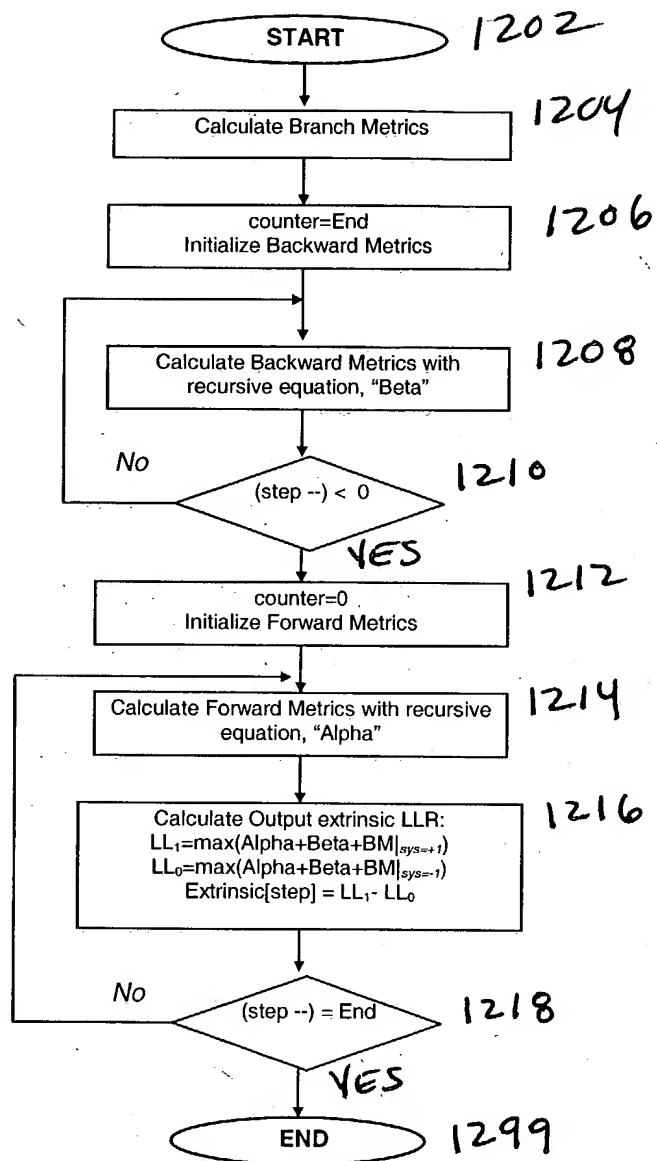 START 1202
Calculate Branch Metrics 1204
counter=End 1206
Initialize Backward Metrics
Calculate Backward Metrics with 1208
recursive equation, "Beta"
No
(step --) < 0 1210
YES
counter=0 1212
Initialize Forward Metrics
Calculate Forward Metrics with recursive 1214
equation, "Alpha"
Calculate Output extrinsic LLR: 1216
LL₁=max(Alpha+Beta+BM|sys=+1)
LL₀=max(Alpha+Beta+BM|sys=-1)
Extrinsic[step] = LL₁- LL₀
No
(step --) = End 1218
YES
END 1299